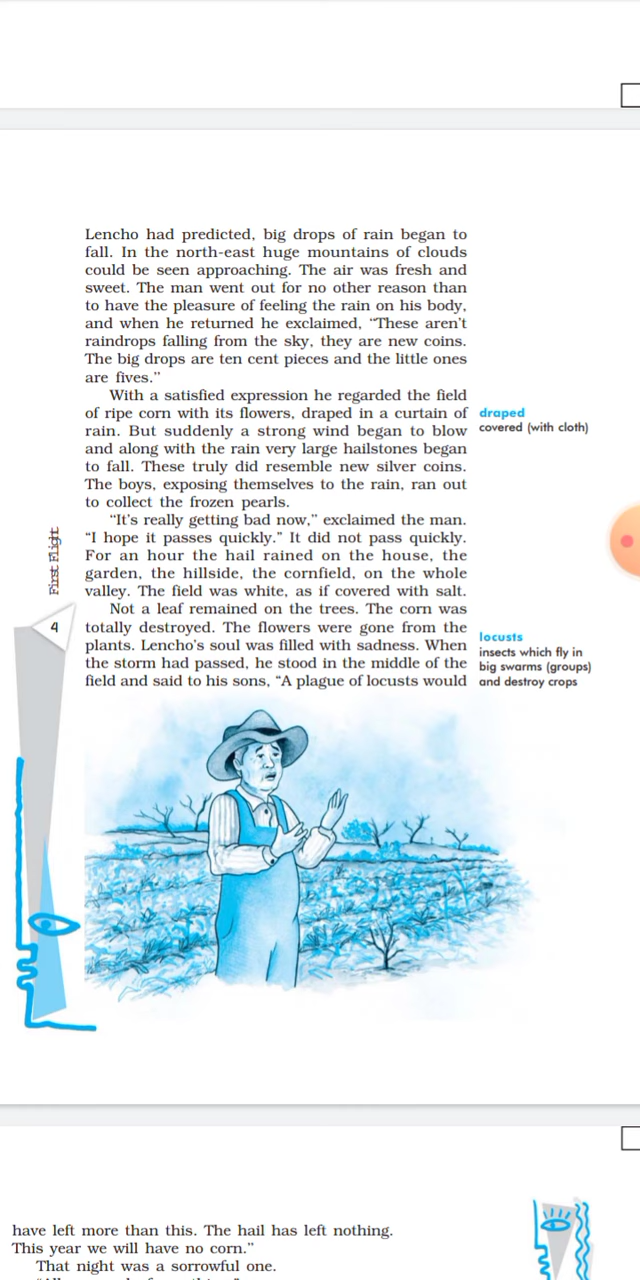 Lencho had predicted, big drops of rain began to
fall. In the north-east huge mountains of clouds
could be seen approaching. The air was fresh and
sweet. The man went out for no other reason than
to have the pleasure of feeling the rain on his body,
and when he returned he exclaimed, “These aren’t
raindrops falling from the sky, they are new coins.
The big drops are ten cent pieces and the little ones
are fives.”
With a satisfied expression he regarded the field
of ripe corn with its flowers, draped in a curtain of
rain. But suddenly a strong wind began to blow
and along with the rain very large hailstones began
to fall. These truly did resemble new silver coins.
The boys, exposing themselves to the rain, ran out
to collect the frozen pearls.
“It’s really getting bad now,” exclaimed the man.
“I hope it passes quickly.” It did not pass quickly.
For an hour the hail rained on the house, the
garden, the hillside, the cornfield, on the whole
valley. The field was white, as if covered with salt.
Not a leaf remained on the trees. The corn was
totally destroyed. The flowers were gone from the
plants. Lencho’s soul was filled with sadness. When
the storm had passed, he stood in the middle of the
field and said to his sons, “A plague of locusts would
draped
covered (with cloth)
locusts
insects which fly in
big swarms (groups)
and destroy crops
First Flight
4
have left more than this. The hail has left nothing.
This year we will have no corn.”
That night was a sorrowful one.